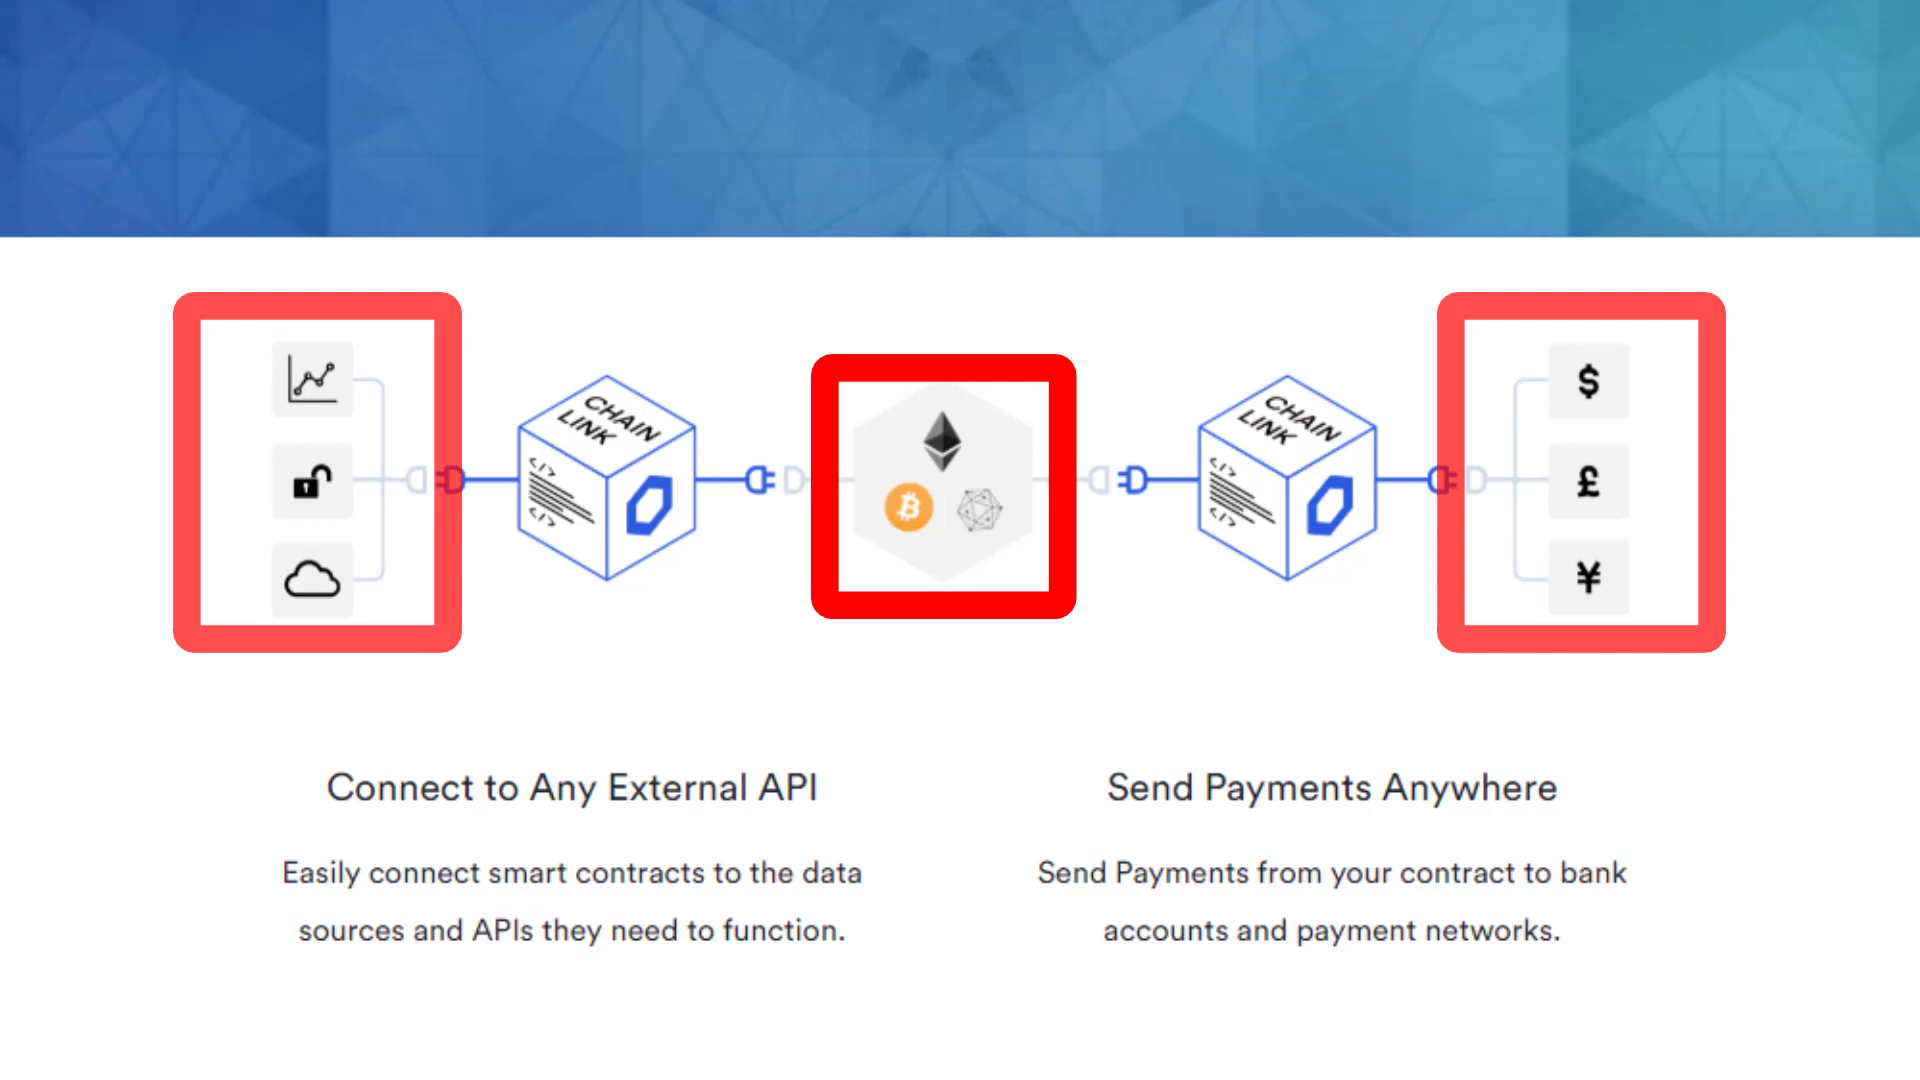 CHAIN
LINK
</>
</>
CHAIN
LINK
</>
</>
$
£
¥
Connect to Any External API
Easily connect smart contracts to the data
sources and APIs they need to function.
Send Payments Anywhere
Send Payments from your contract to bank
accounts and payment networks.